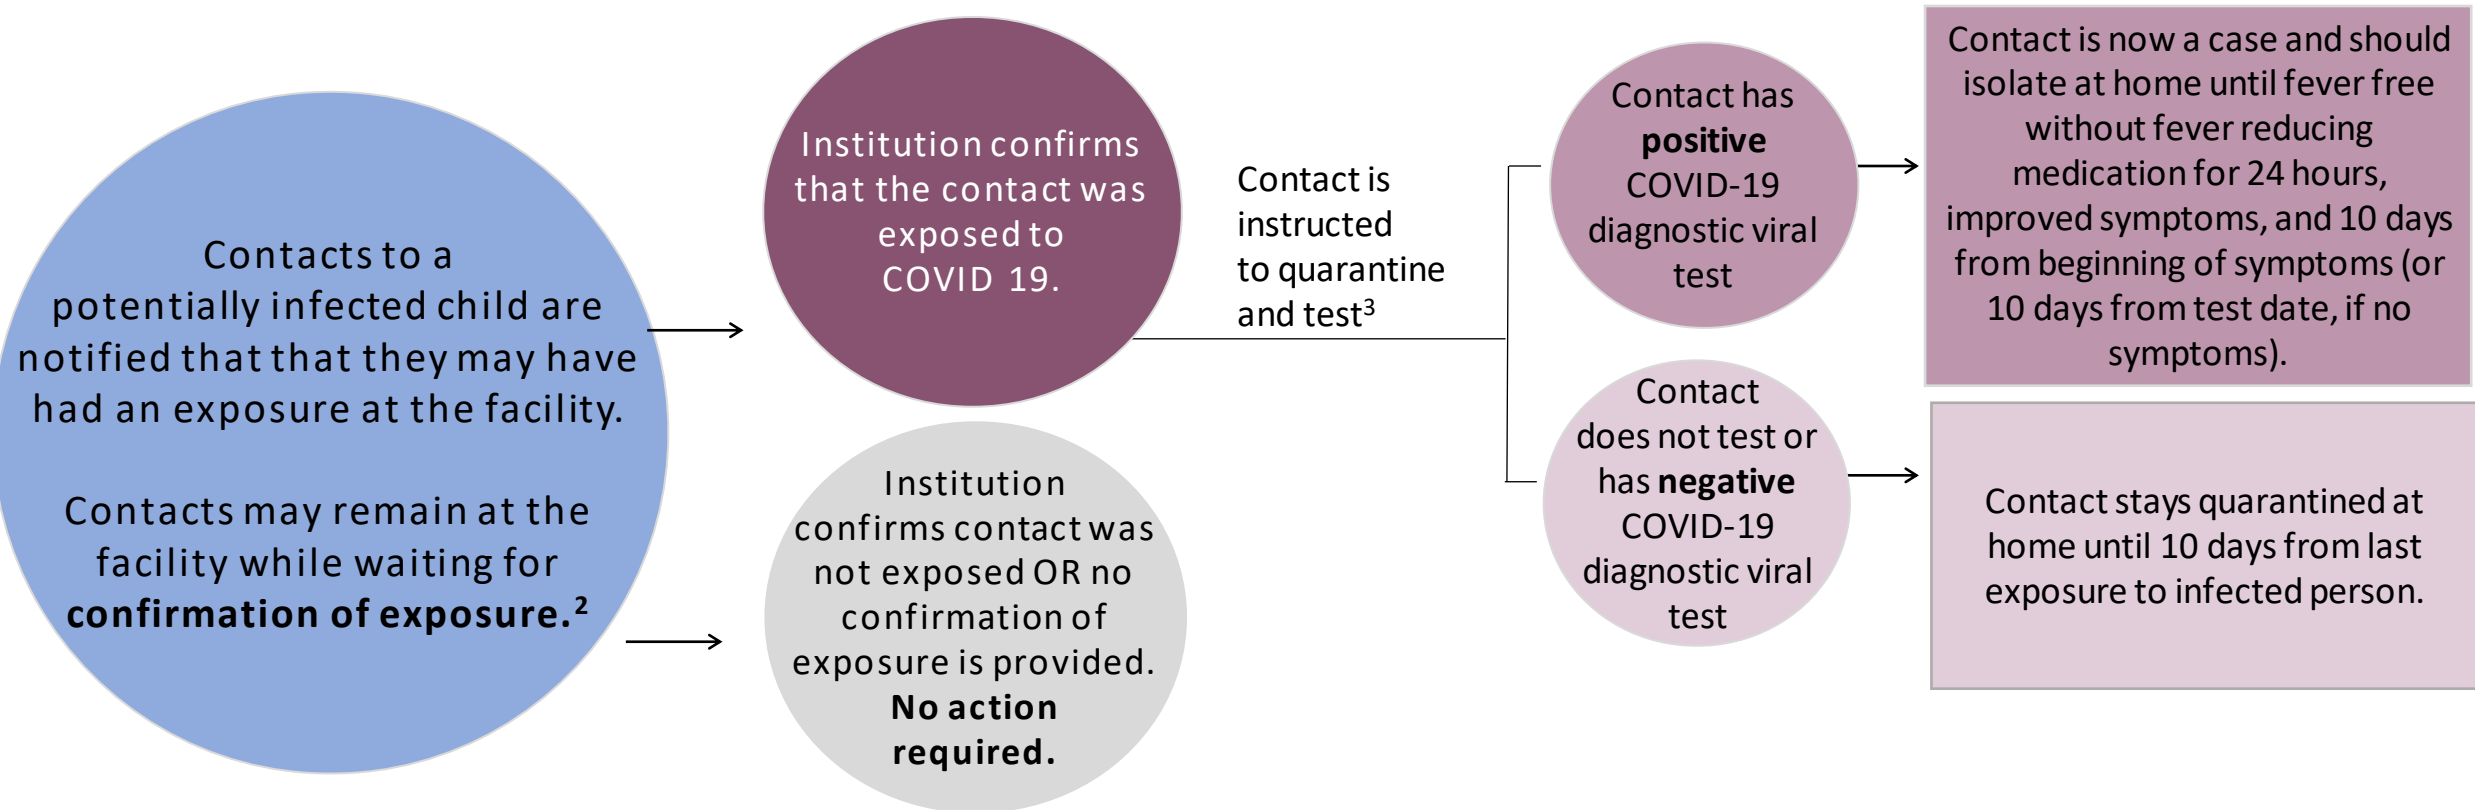 Contacts to a
potentially infected child are
notified that that they may have
had an exposure at the facility.
Contacts may remain at the
facility while waiting for
confirmation of exposure.²
Institution confirms
that the contact was
exposed to
COVID 19.
Institution
confirms contact was
not exposed OR no
confirmation of
exposure is provided.
No action
required.
Contact is
instructed
to quarantine
and test³
Contact has
positive
COVID-19
diagnostic viral
test
Contact
does not test or
has negative
COVID-19
diagnostic viral
test
Contact is now a case and should
isolate at home until fever free
without fever reducing
medication for 24 hours,
improved symptoms, and 10 days
from beginning of symptoms (or
10 days from test date, if no
symptoms).
Contact stays quarantined at
home until 10 days from last
exposure to infected person.